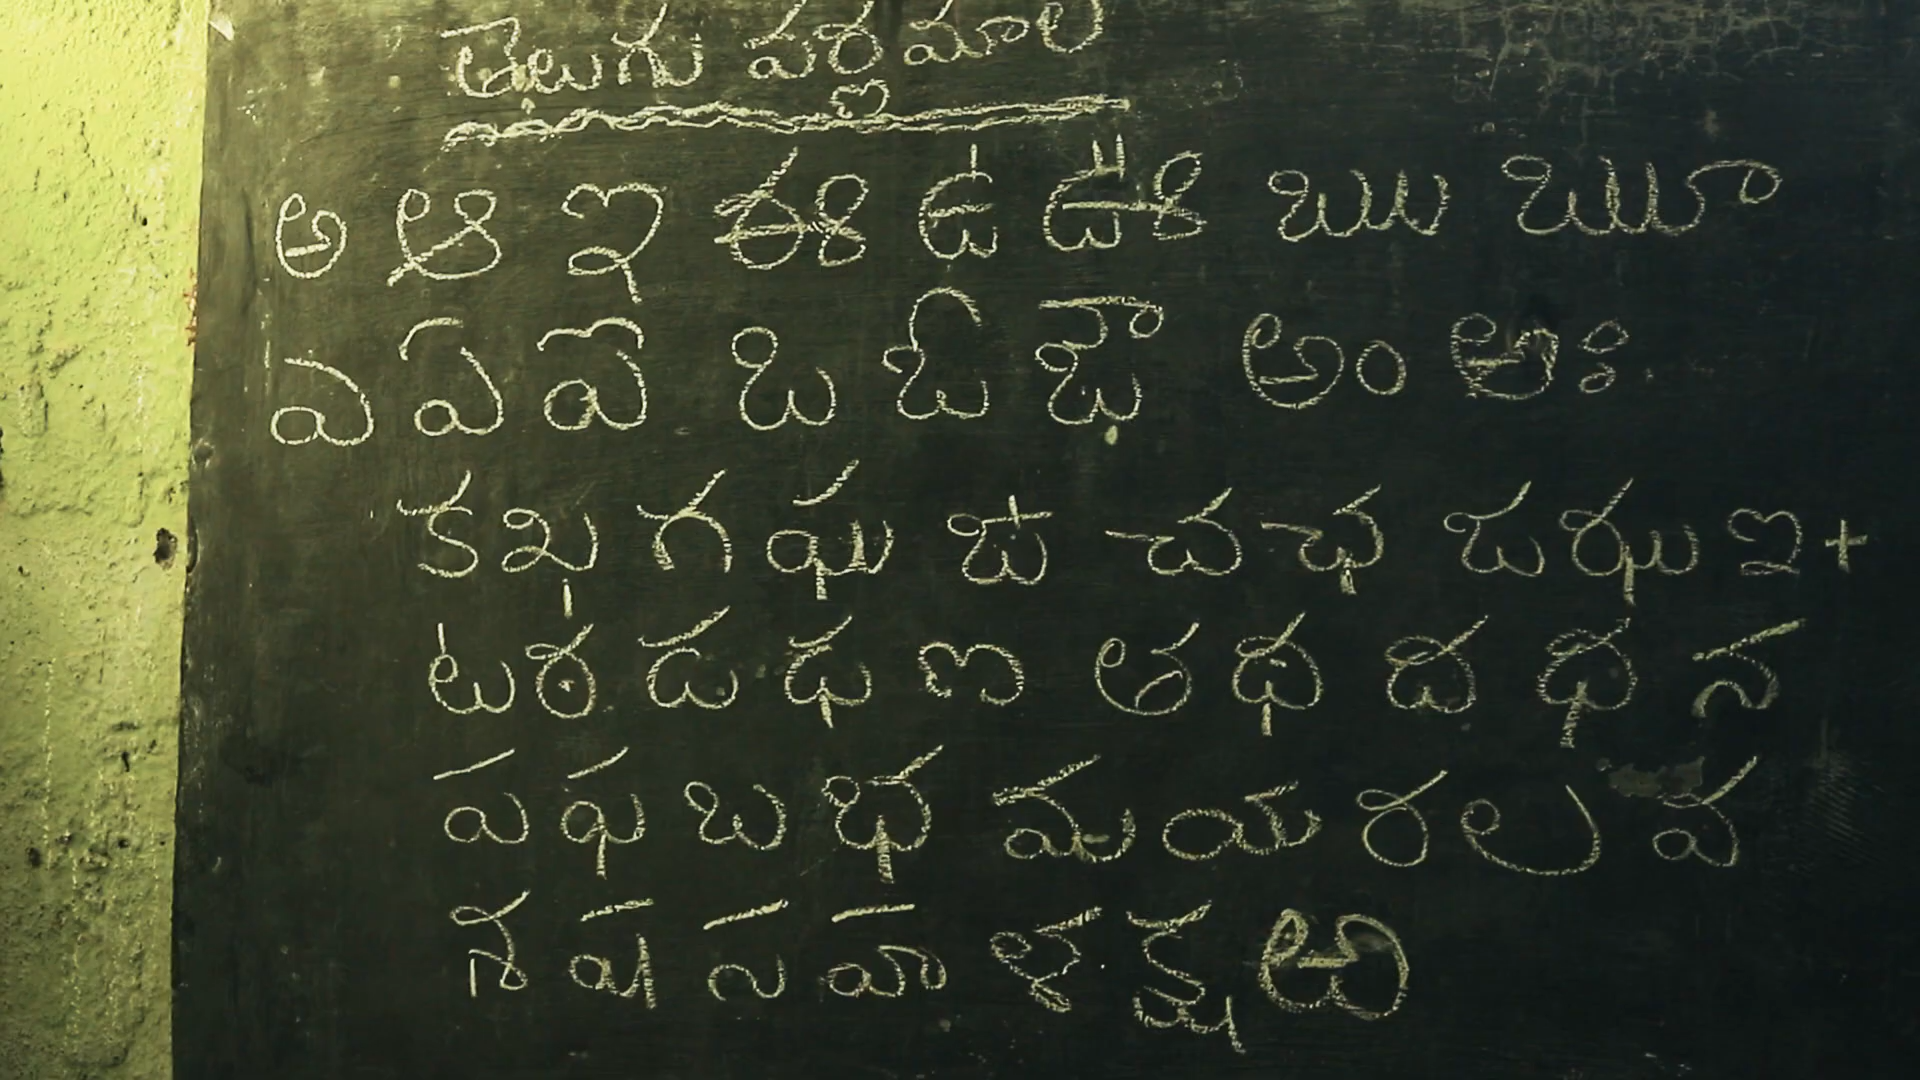 తెలుగు వర్ణమాల
అ ఆ ఇ ఈ ఉ ఊ ఋ ౠ
ఎ ఏ ఐ ఒ ఓ ఔ అం అః
క ఖ గ ఘ ఙ చ ఛ జ ఝ ఞ
ట ఠ డ ఢ ణ త థ ద ధ న
ప ఫ బ భ మ య ర ల వ
శ ష స హ ళ క్ష ఱ